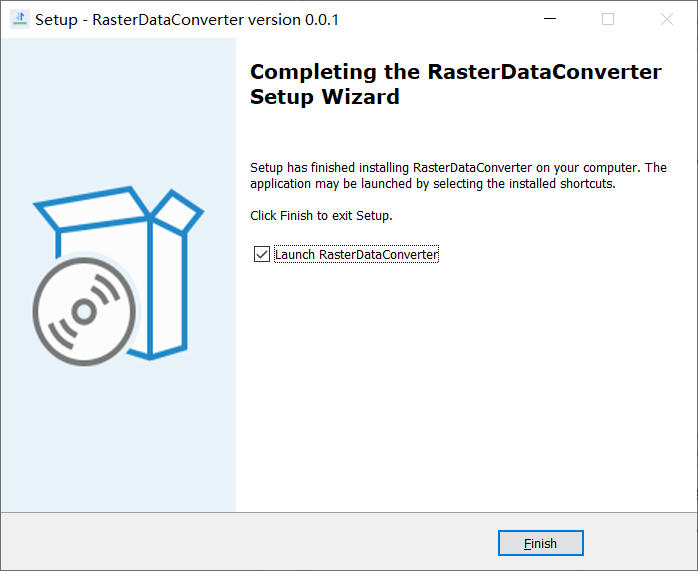 Setup - RasterDataConverter version 0.0.1
Completing the RasterDataConverter
Setup Wizard
Setup has finished installing RasterDataConverter on your computer. The
application may be launched by selecting the installed shortcuts.
Click Finish to exit Setup.
Launch RasterDataConverter
Finish